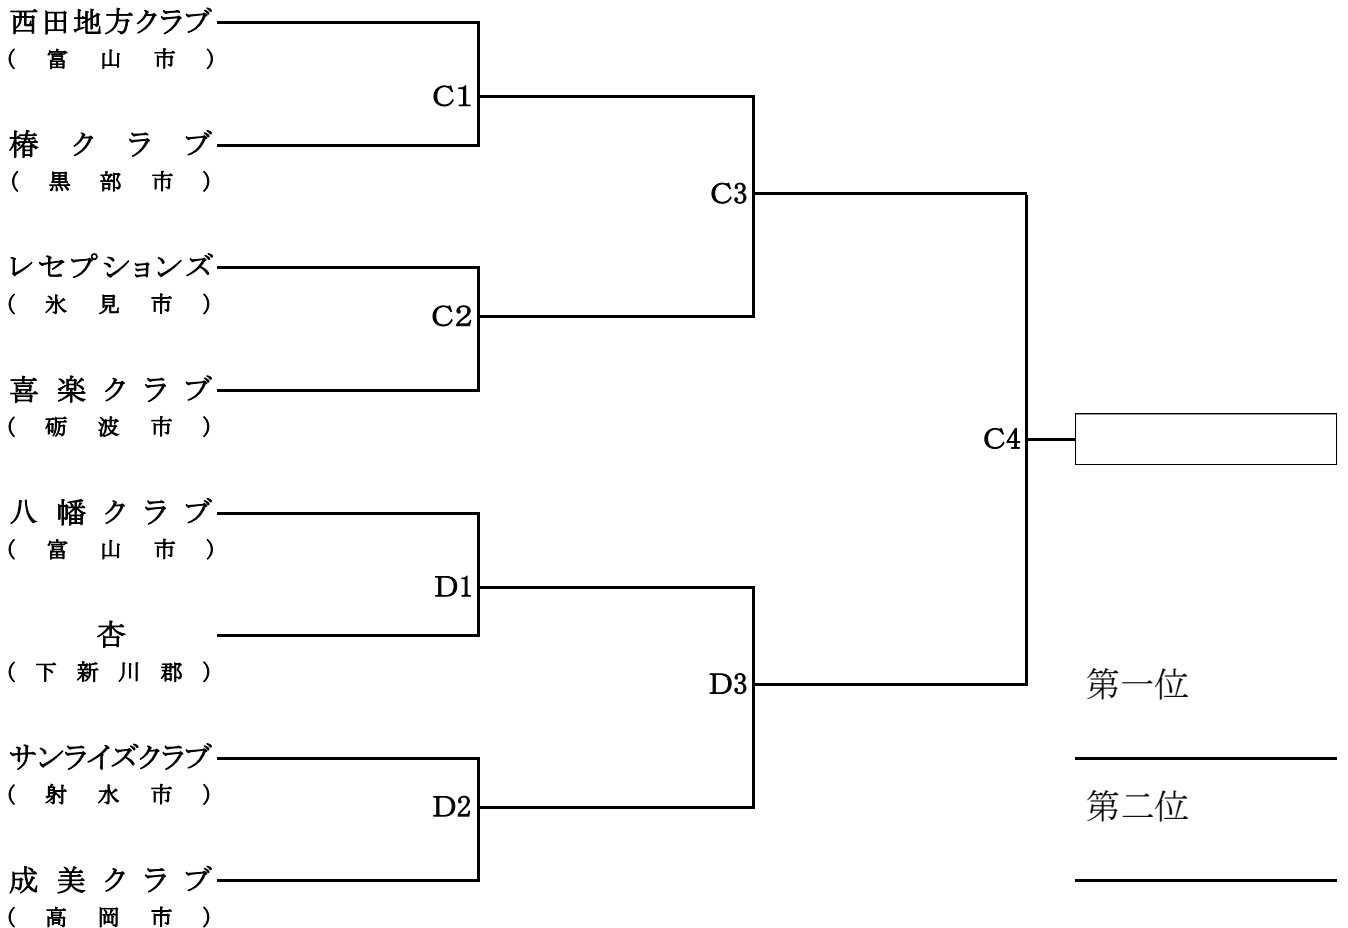 西田地方クラブ
（富山市）
C1
椿クラブ
（黒部市）
C3
レセプションズ
（氷見市）
C2
喜楽クラブ
（砺波市）
C4
八幡クラブ
（富山市）
D1
杏
（下新川郡）
D3
第一位
サンライズクラブ
（射水市）
D2
第二位
成美クラブ
（高岡市）